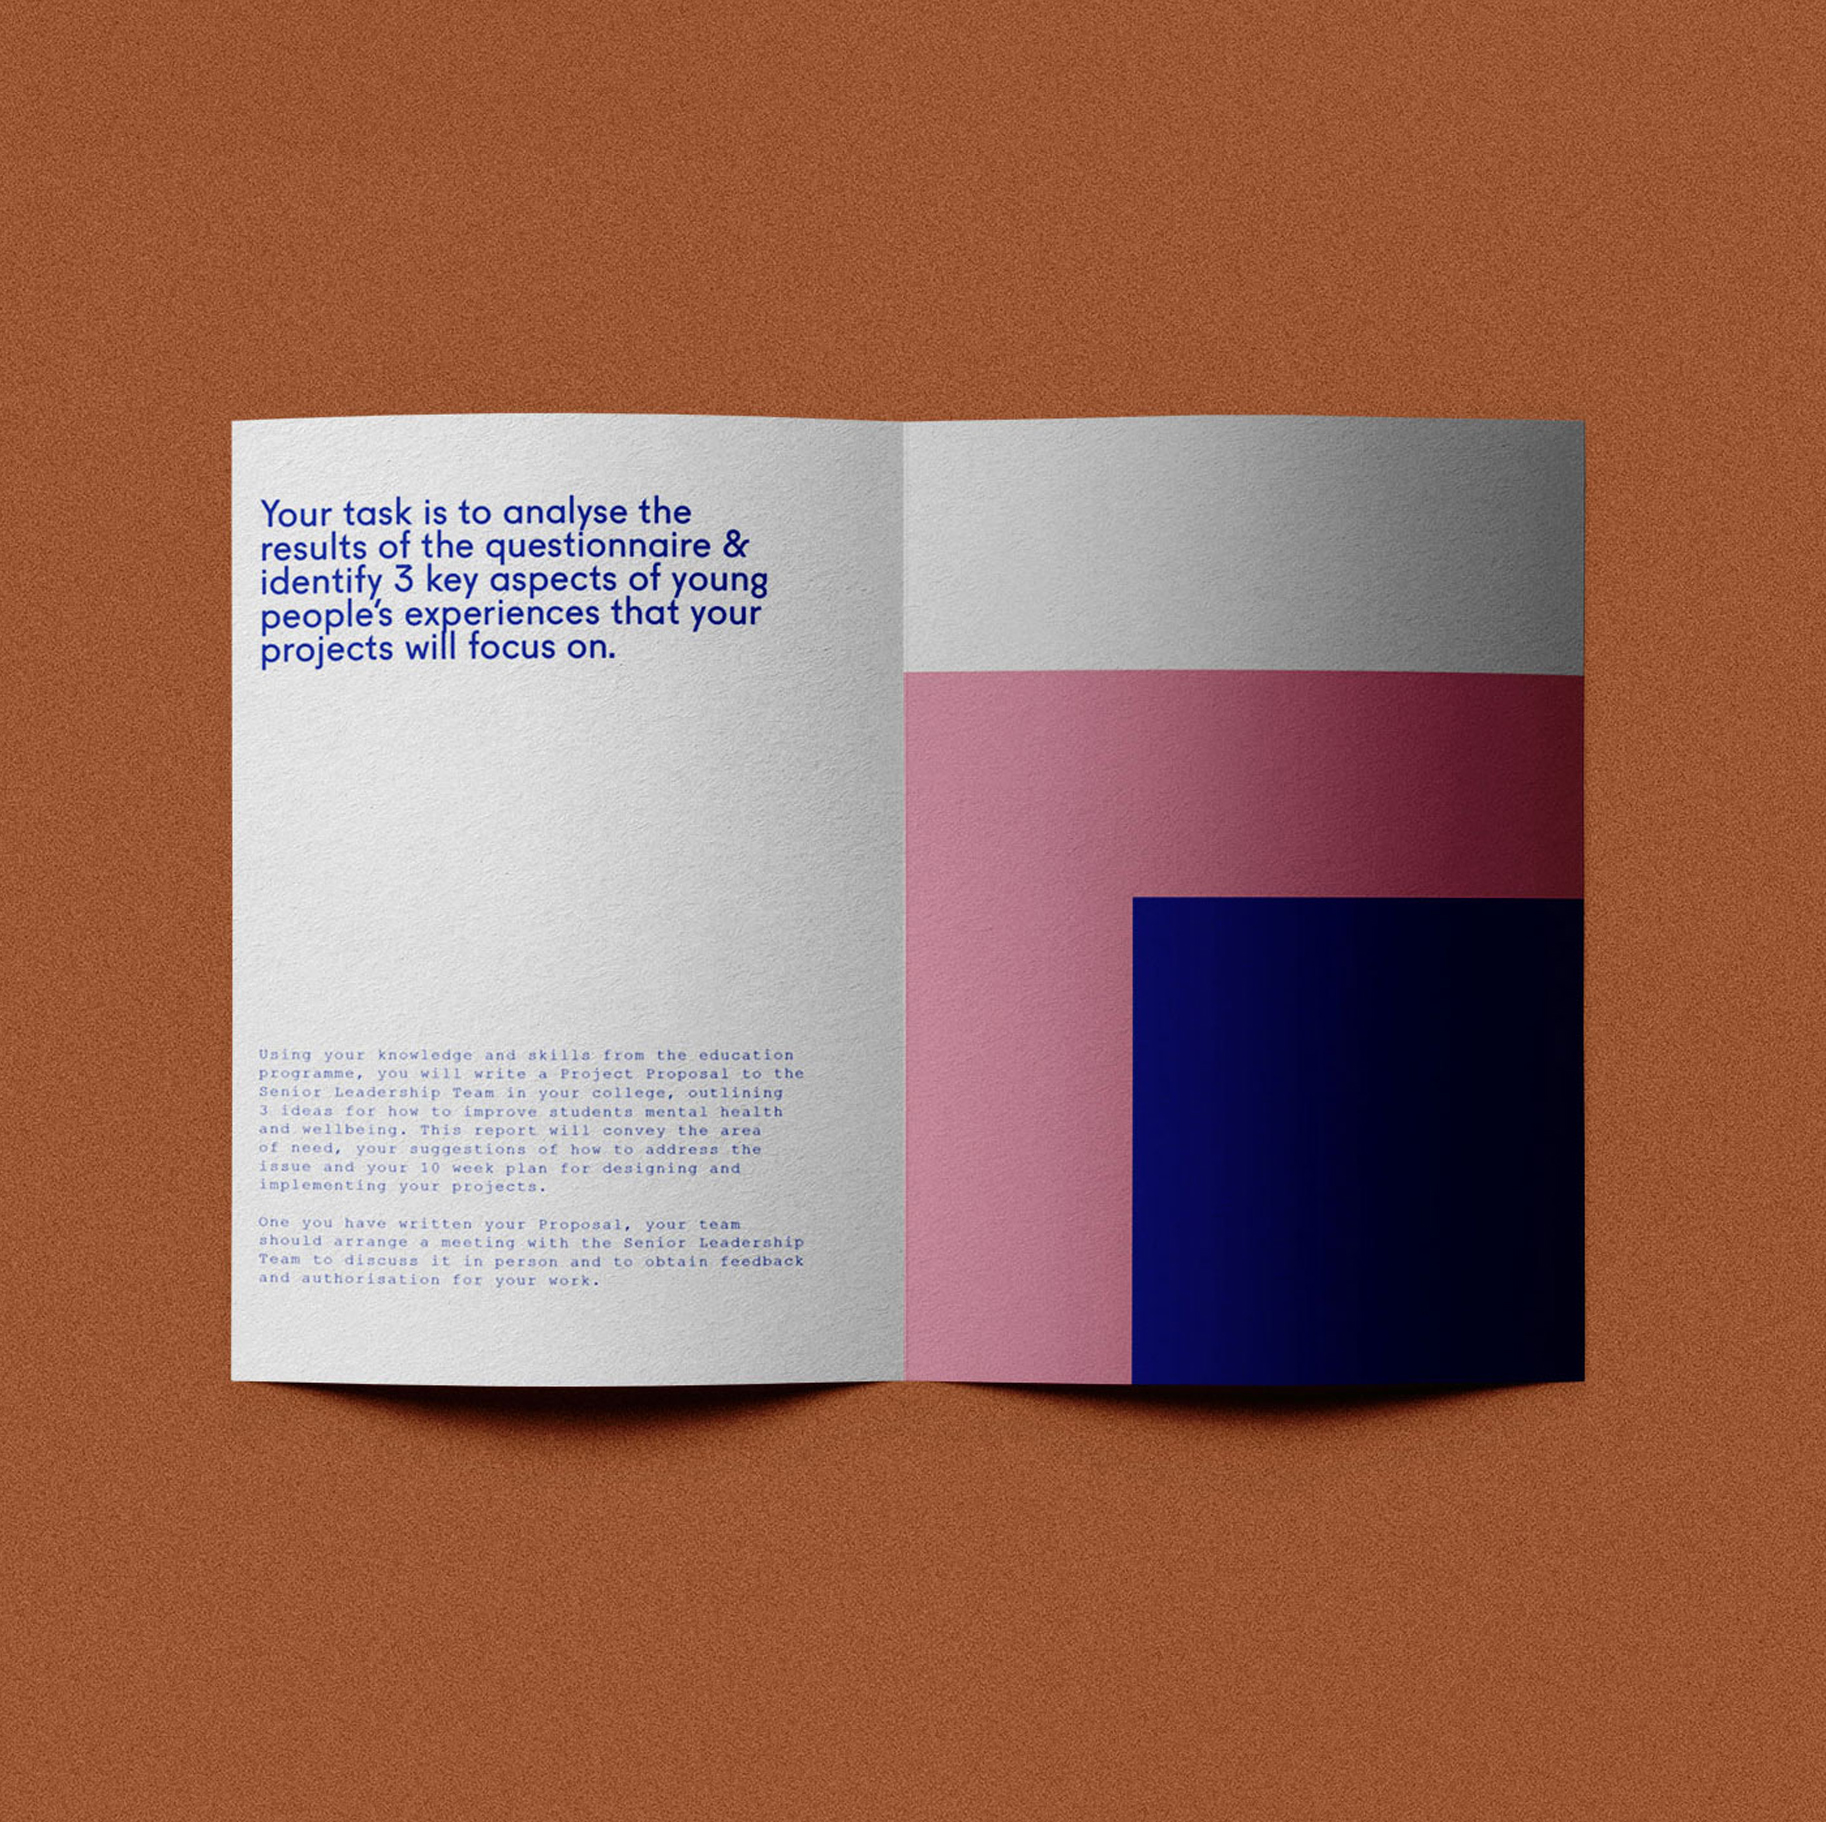 Your task is to analyse the
results of the questionnaire &
identify 3 key aspects of young
people's experiences that your
projects will focus on.
Using your knowledge and skills from the education
programme, you will write a Project Proposal to the
Senior Leadership Team in your college, outlining
3 ideas for how to improve students mental health
and wellbeing. This report will convey the area
of need, your suggestions of how to address the
issue and your 10 week plan for designing and
implementing your projects.
One you have written your Proposal, your team
should arrange a meeting with the Senior Leadership
Team to discuss it in person and to obtain feedback
and authorisation for your work.